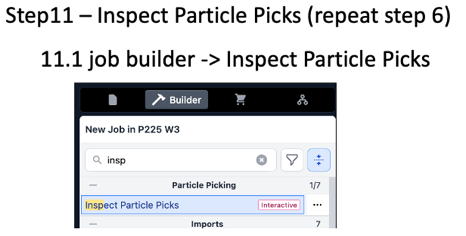 Step11 – Inspect Particle Picks (repeat step 6)
11.1 job builder -> Inspect Particle Picks
Builder
New Job in P225 W3
insp
Particle Picking 1/7
Inspect Particle Picks Interactive
Imports 7